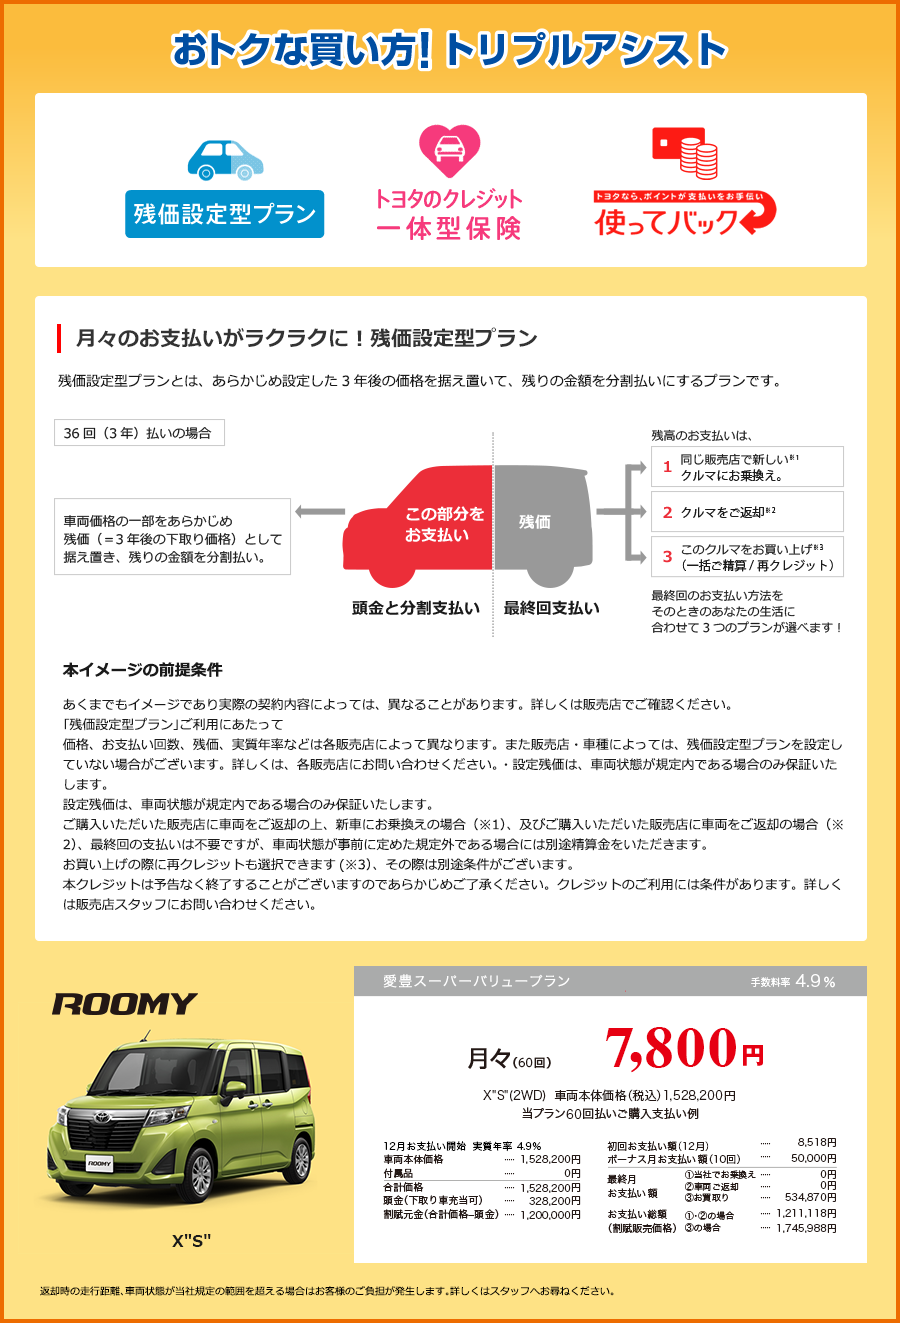 おトクな買い方！トリプルアシスト
残価設定型プラン
トヨタのクレジット
一体型保険
トヨタなら、ポイントが支払いをお手伝い
使ってバック
月々のお支払いがラクラクに！残価設定型プラン
残価設定型プランとは、あらかじめ設定した３年後の価格を据え置いて、残りの金額を分割払いにするプランです。
36回（3年）払いの場合
車両価格の一部をあらかじめ
残価（＝3年後の下取り価格）として
据え置き、残りの金額を分割払い。
この部分を
お支払い
残価
頭金と分割支払い
最終回支払い
残高のお支払いは、
1 同じ販売店で新しい※1
クルマにお乗換え。
2 クルマをご返却※2
3 このクルマをお買い上げ※3
（一括ご精算 / 再クレジット）
最終回のお支払い方法を
そのときのあなたの生活に
合わせて３つのプランが選べます！
本イメージの前提条件
あくまでもイメージであり実際の契約内容によっては、異なることがあります。詳しくは販売店でご確認ください。
「残価設定型プラン」ご利用にあたって
価格、お支払い回数、残価、実質年率などは各販売店によって異なります。また販売店・車種によっては、残価設定型プランを設定し
ていない場合がございます。詳しくは、各販売店にお問い合わせください。・設定残価は、車両状態が規定内である場合のみ保証いた
します。
設定残価は、車両状態が規定内である場合のみ保証いたします。
ご購入いただいた販売店に車両をご返却の上、新車にお乗換えの場合（※1）、及びご購入いただいた販売店に車両をご返却の場合（※
2）、最終回の支払いは不要ですが、車両状態が事前に定めた規定外である場合には別途精算金をいただきます。
お買い上げの際に再クレジットも選択できます(※3）、その際は別途条件がございます。
本クレジットは予告なく終了することがございますのであらかじめご了承ください。クレジットのご利用には条件があります。詳しく
は販売店スタッフにお問い合わせください。
ROOMY
ROOMY
X"S"
愛豊スーパーバリュープラン 手数料率 4.9％
月々（60回） 7,800円
X"S"(2WD) 車両本体価格（税込）1,528,200円
当プラン60回払いご購入支払い例
12月お支払い開始 実質年率 4.9%
車両本体価格 ····· 1,528,200円
付属品 ····· 0円
合計価格 ····· 1,528,200円
頭金（下取り車充当可） ····· 328,200円
割賦元金（合計価格−頭金） ····· 1,200,000円
初回お支払い額（12月） ····· 8,518円
ボーナス月お支払い額（10回） ····· 50,000円
最終月
お支払い額
①当社でお乗換え ····· 0円
②車両ご返却 ····· 0円
③お買取り ····· 534,870円
お支払い総額 ①・②の場合 ····· 1,211,118円
（割賦販売価格） ③の場合 ····· 1,745,988円
返却時の走行距離、車両状態が当社規定の範囲を超える場合はお客様のご負担が発生します。詳しくはスタッフへお尋ねください。